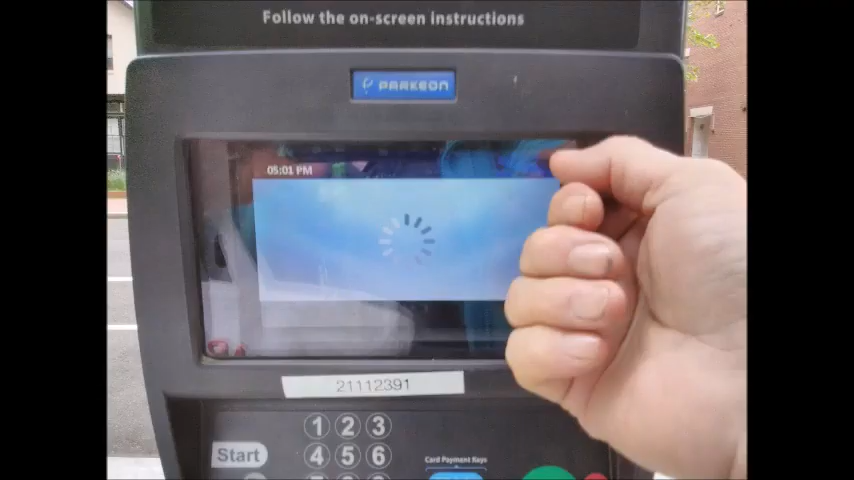 Follow the on-screen instructions
PARKEON
05:01 PM
21112391
1 2 3
Start
4 5 6
Card Payment Keys